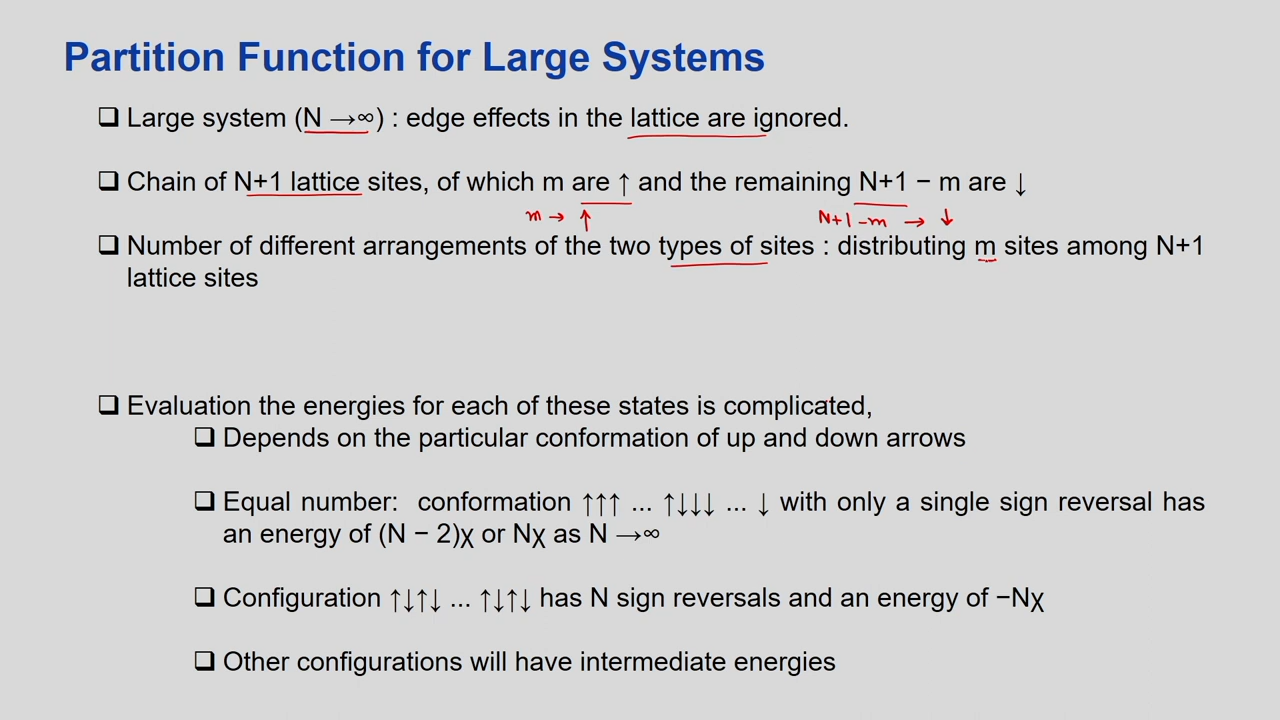 Partition Function for Large Systems
❑ Large system (N →∞) : edge effects in the lattice are ignored.
❑ Chain of N+1 lattice sites, of which m are ↑ and the remaining N+1 − m are ↓
m → ↑ N+1-m → ↓
❑ Number of different arrangements of the two types of sites : distributing m sites among N+1
lattice sites
❑ Evaluation the energies for each of these states is complicated,
❑ Depends on the particular conformation of up and down arrows
❑ Equal number: conformation ↑↑↑ ... ↑↓↓↓ ... ↓ with only a single sign reversal has
an energy of (N − 2)χ or Nχ as N →∞
❑ Configuration ↑↓↑↓ ... ↑↓↑↓ has N sign reversals and an energy of −Nχ
❑ Other configurations will have intermediate energies